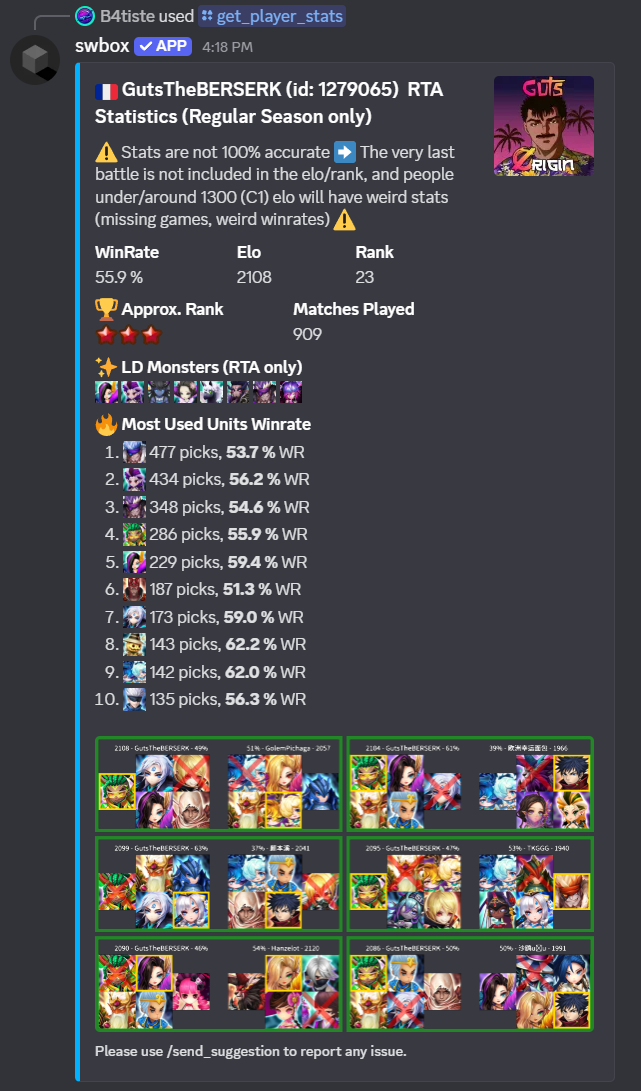 B4tiste used get_player_stats
swbox APP 4:18 PM
GutsTheBERSERK (id: 1279065) RTA
Statistics (Regular Season only)
Stats are not 100% accurate The very last
battle is not included in the elo/rank, and people
under/around 1300 (C1) elo will have weird stats
(missing games, weird winrates)
GUTS
ORIGIN
WinRate Elo Rank
55.9 % 2108 23
Approx. Rank Matches Played
909
LD Monsters (RTA only)
Most Used Units Winrate
1. 477 picks, 53.7 % WR
2. 434 picks, 56.2 % WR
3. 348 picks, 54.6 % WR
4. 286 picks, 55.9 % WR
5. 229 picks, 59.4 % WR
6. 187 picks, 51.3 % WR
7. 173 picks, 59.0 % WR
8. 143 picks, 62.2 % WR
9. 142 picks, 62.0 % WR
10. 135 picks, 56.3 % WR
2108 - GutsTheBERSERK - 49% 51% - GolemPichaga - 2057
2104 - GutsTheBERSERK - 61% 39% - 欧洲幸运面包 - 1966
2099 - GutsTheBERSERK - 63% 37% - 2041
2095 - GutsTheBERSERK - 47% 53% - TKGGG - 1940
2090 - GutsTheBERSERK - 46% 54% - Hanzelot - 2120
2086 - GutsTheBERSERK - 50% 50% - 1991
Please use /send_suggestion to report any issue.